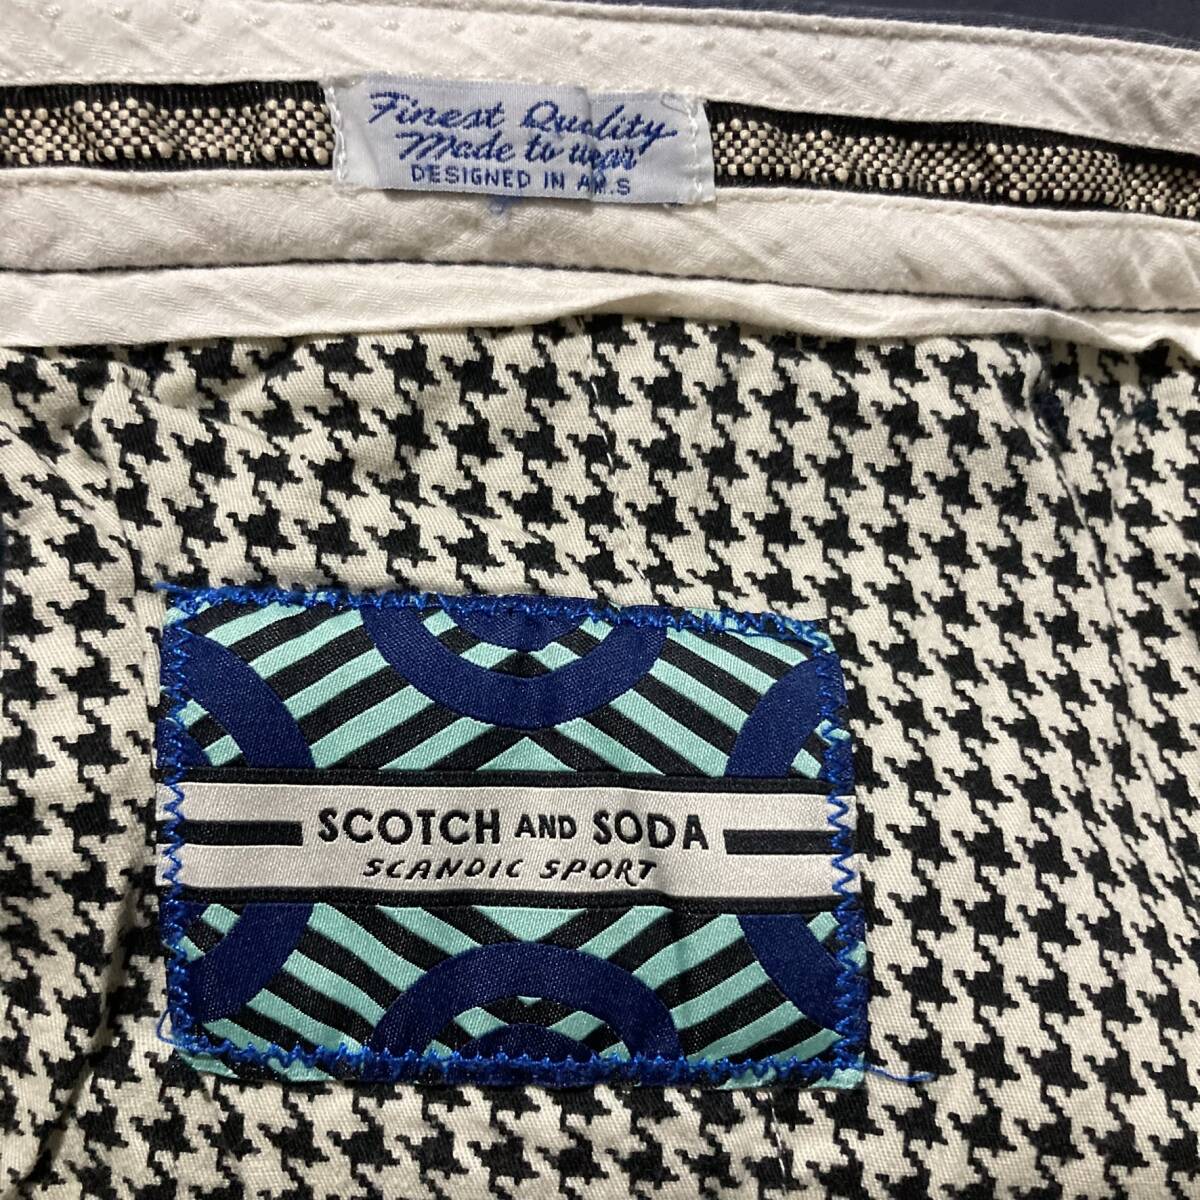 Finest Quality
Made to wear
DESIGNED IN AM.S
SCOTCH AND SODA
SCANDIC SPORT